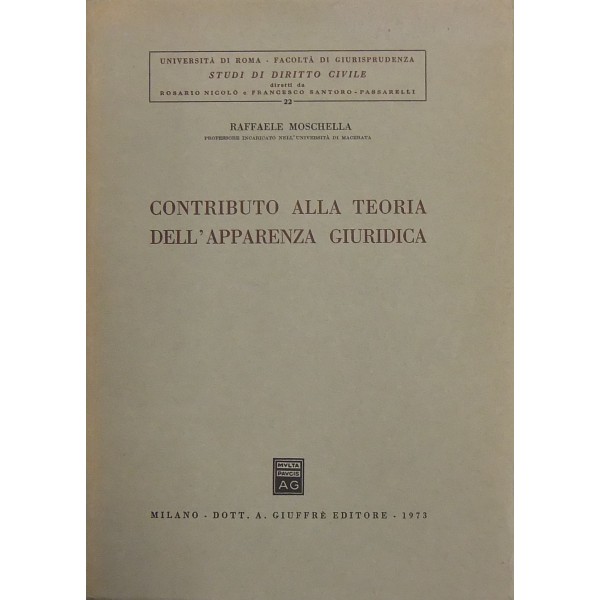 UNIVERSITÀ DI ROMA - FACOLTÀ DI GIURISPRUDENZA
STUDI DI DIRITTO CIVILE
diretti da
ROSARIO NICOLÒ e FRANCESCO SANTORO-PASSARELLI
22
RAFFAELE MOSCHELLA
PROFESSORE INCARICATO NELL'UNIVERSITÀ DI MACERATA
CONTRIBUTO ALLA TEORIA
DELL'APPARENZA GIURIDICA
MVLTA
PAVCIS
AG
MILANO - DOTT. A. GIUFFRÈ EDITORE - 1973